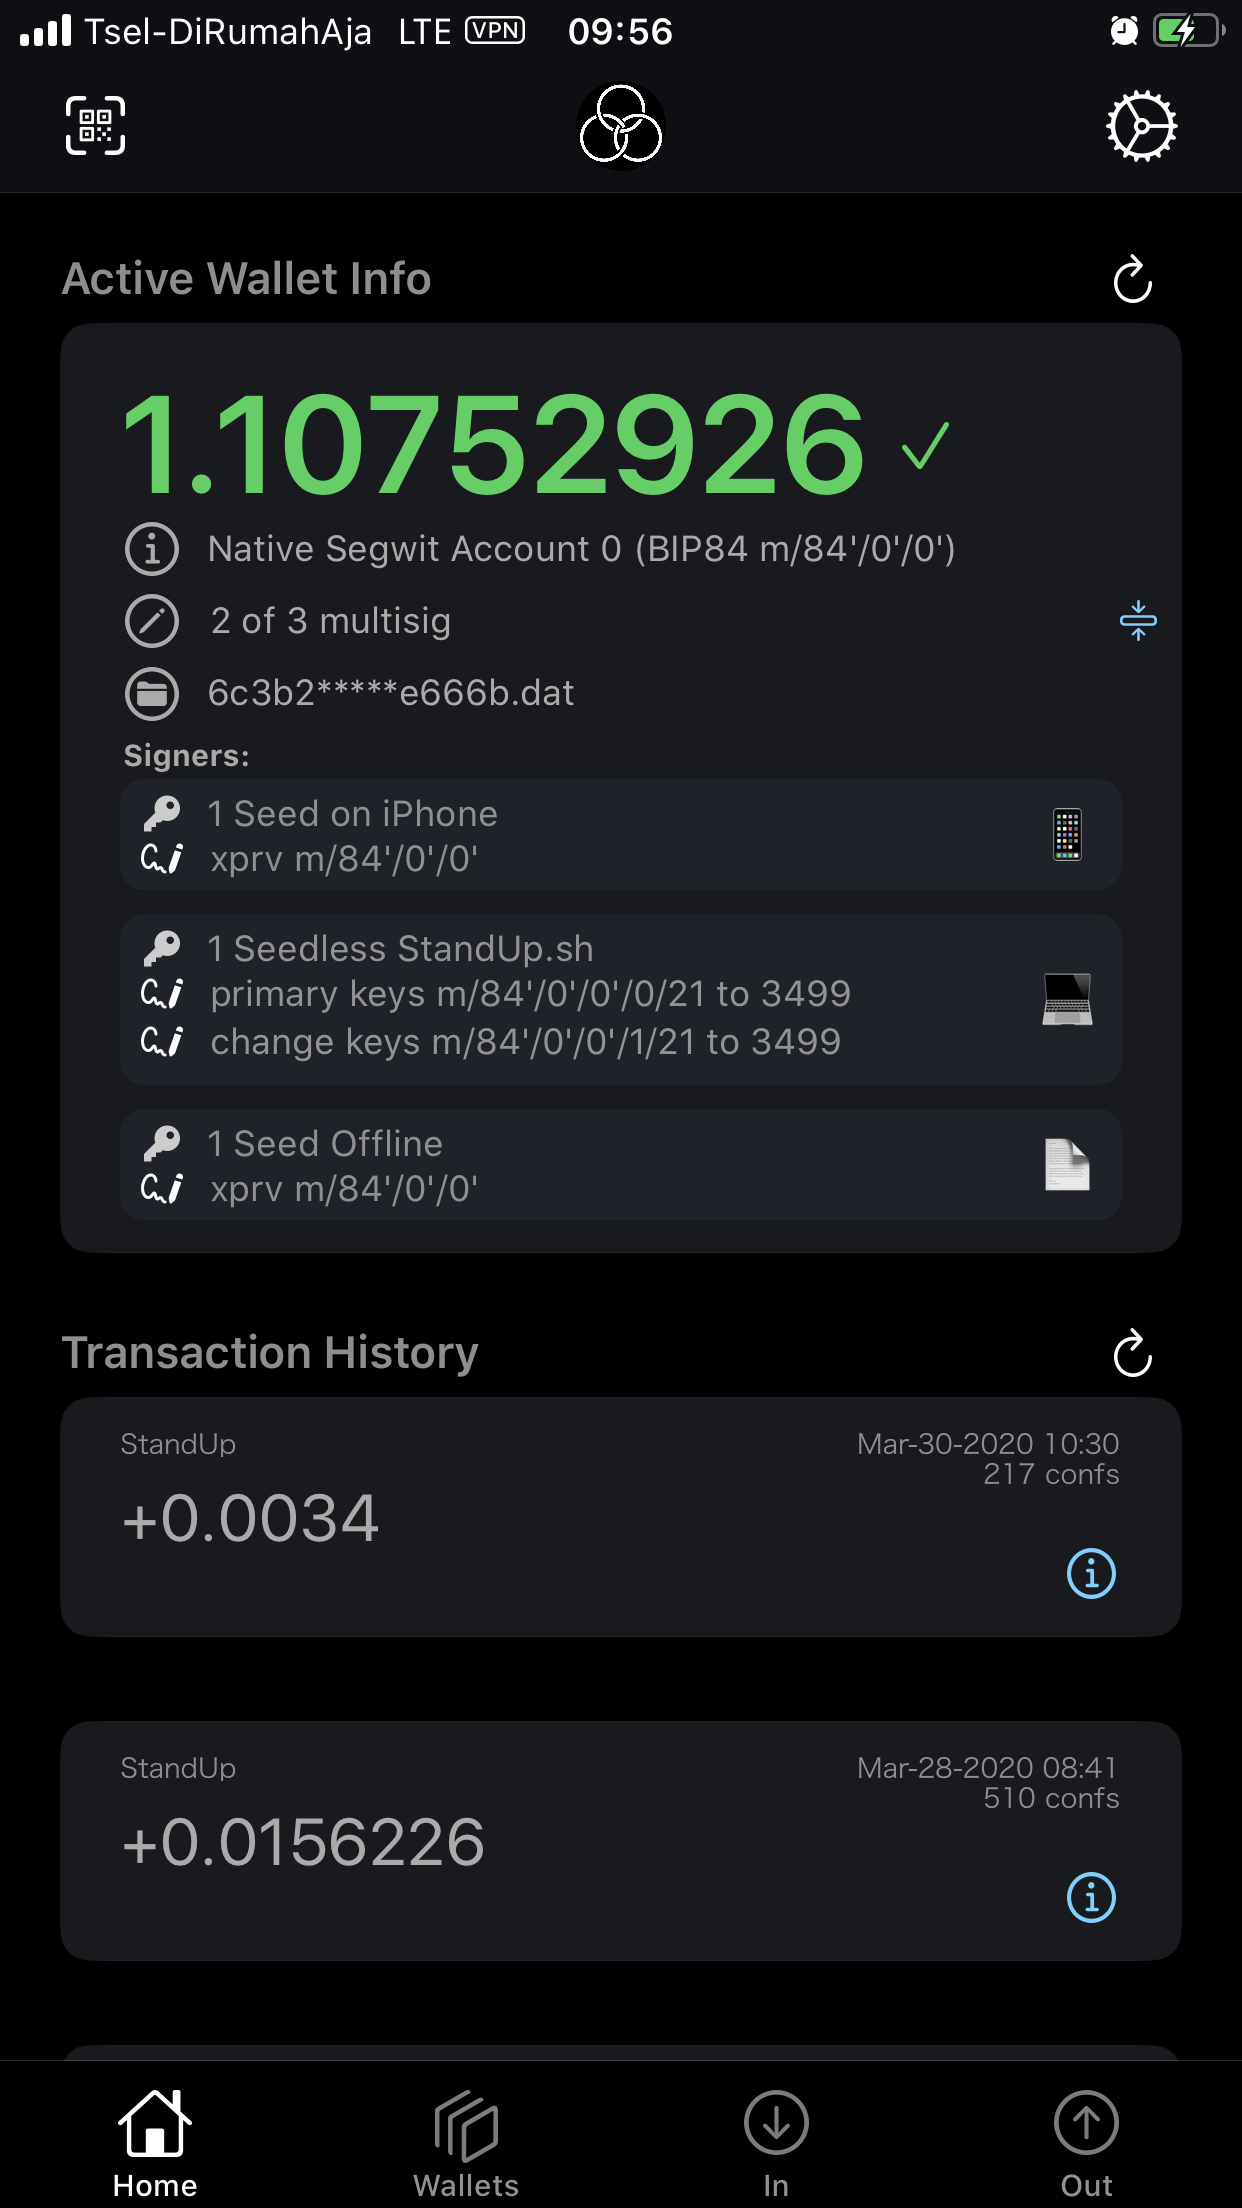 Tsel-DiRumahAja LTE VPN 09:56
Active Wallet Info
1.10752926
Native Segwit Account 0 (BIP84 m/84'/0'/0')
2 of 3 multisig
6c3b2*****e666b.dat
Signers:
1 Seed on iPhone
xprv m/84'/0'/0'
1 Seedless StandUp.sh
primary keys m/84'/0'/0'/0/21 to 3499
change keys m/84'/0'/0'/1/21 to 3499
1 Seed Offline
xprv m/84'/0'/0'
Transaction History
StandUp
Mar-30-2020 10:30
217 confs
+0.0034
StandUp
Mar-28-2020 08:41
510 confs
+0.0156226
Home
Wallets
In
Out